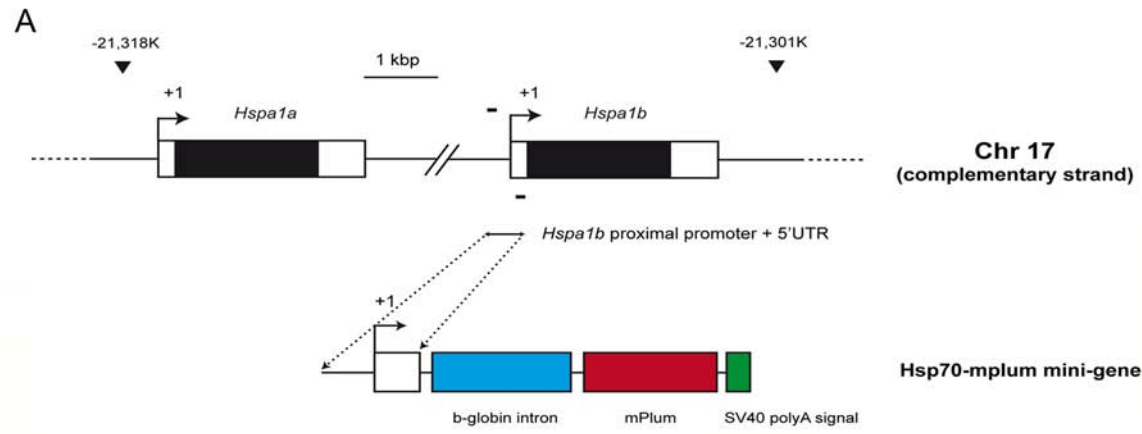 A
-21,318K
-21,301K
1 kbp
+1
Hspa1a
+1
Hspa1b
Chr 17
(complementary strand)
Hspa1b proximal promoter + 5'UTR
+1
Hsp70-mplum mini-gene
b-globin intron
mPlum
SV40 polyA signal